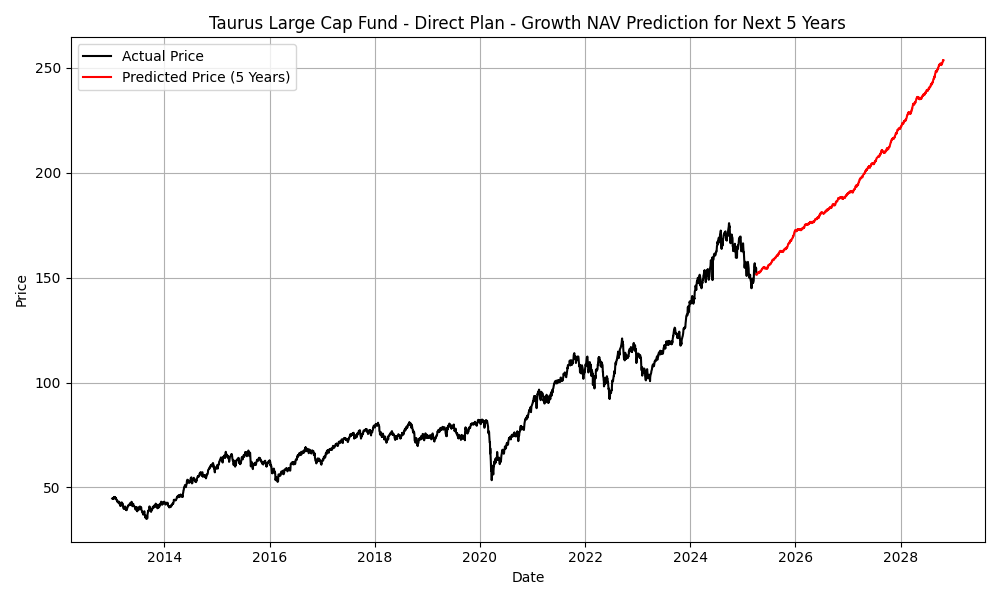 Taurus Large Cap Fund - Direct Plan - Growth NAV Prediction for Next 5 Years
Actual Price
Predicted Price (5 Years)
250
200
150
100
50
Price
2014 2016 2018 2020 2022 2024 2026 2028
Date